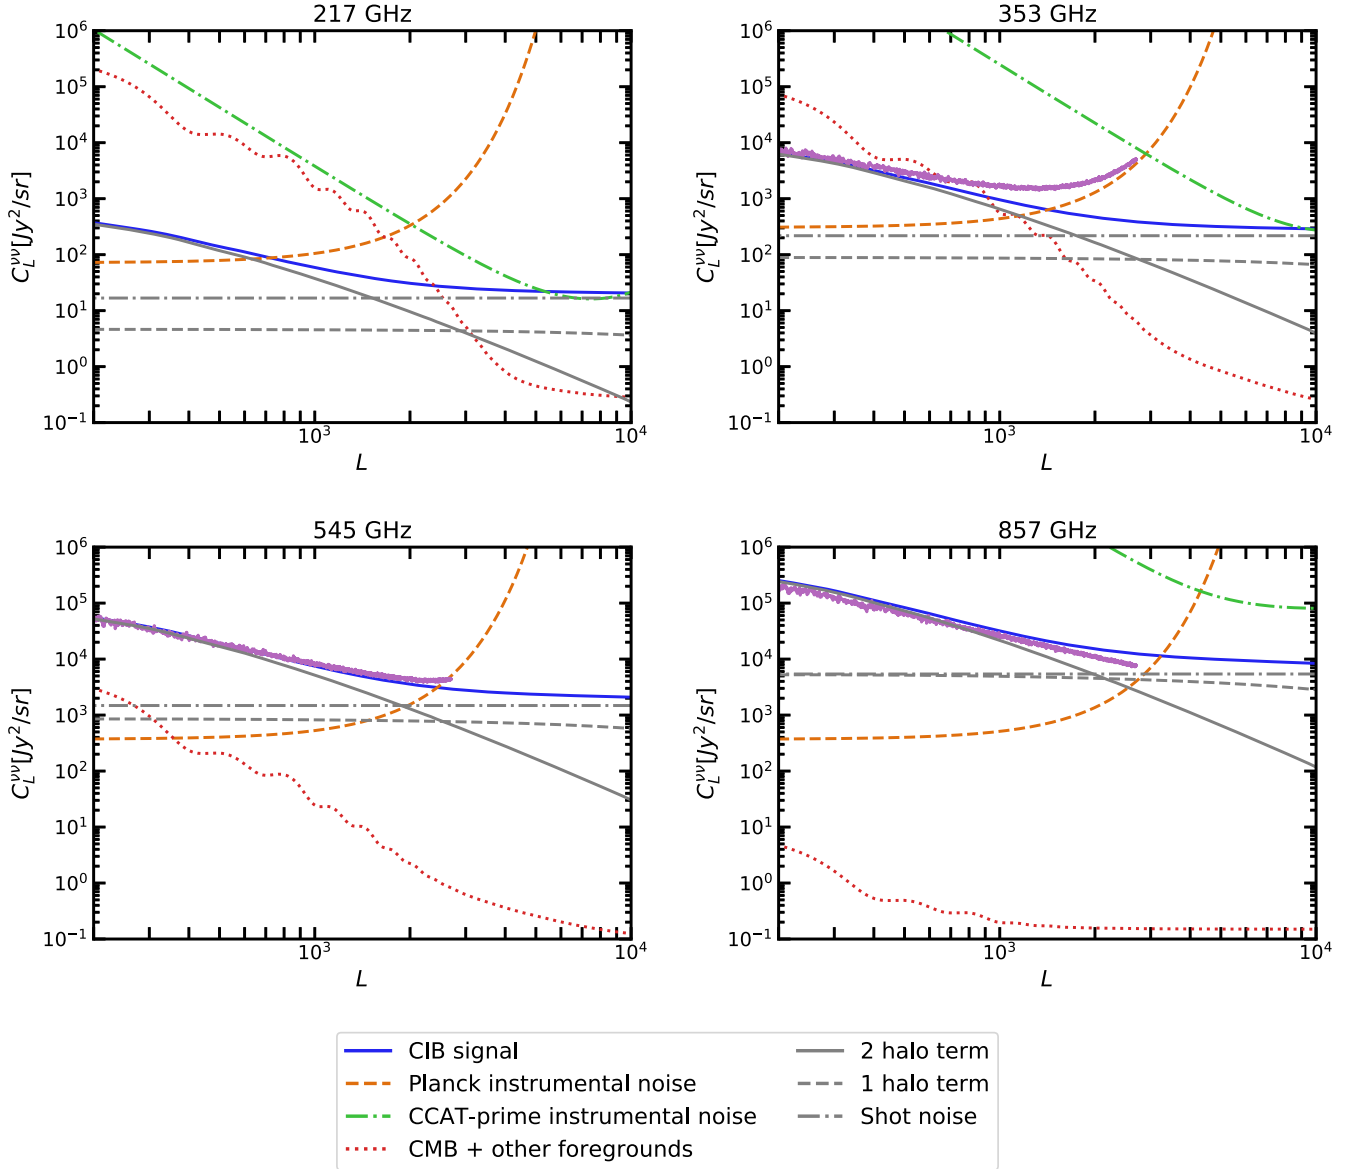 217 GHz
353 GHz
10^6
10^5
10^4
10^3
10^2
10^1
10^0
10^-1
C_L^νν[Jy^2/sr]
10^3
10^4
L
10^6
10^5
10^4
10^3
10^2
10^1
10^0
10^-1
C_L^νν[Jy^2/sr]
10^3
10^4
L
545 GHz
857 GHz
10^6
10^5
10^4
10^3
10^2
10^1
10^0
10^-1
C_L^νν[Jy^2/sr]
10^3
10^4
L
10^6
10^5
10^4
10^3
10^2
10^1
10^0
10^-1
C_L^νν[Jy^2/sr]
10^3
10^4
L
CIB signal
Planck instrumental noise
CCAT-prime instrumental noise
CMB + other foregrounds
2 halo term
1 halo term
Shot noise